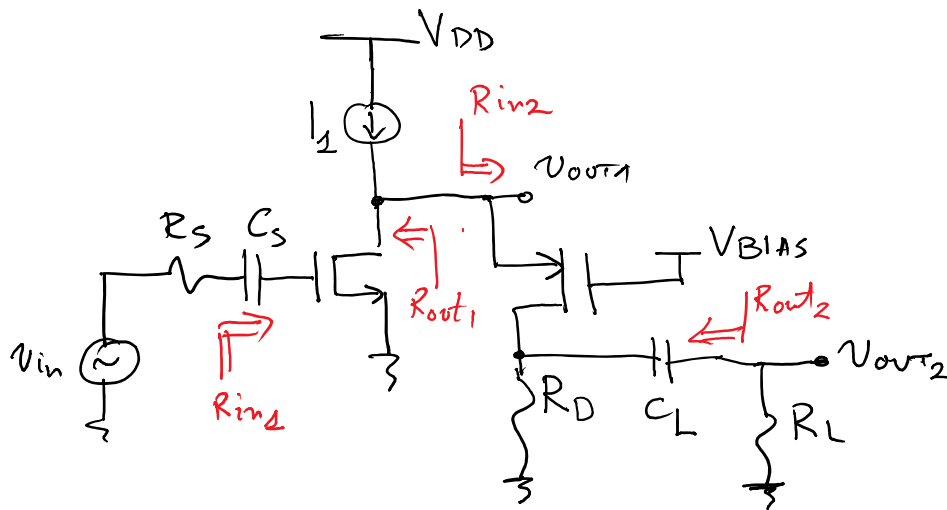 VDD
I1
Rin2
vout1
RS
CS
VBIAS
Rout1
Rout2
vin
Rin1
vOUT2
RD
CL
RL